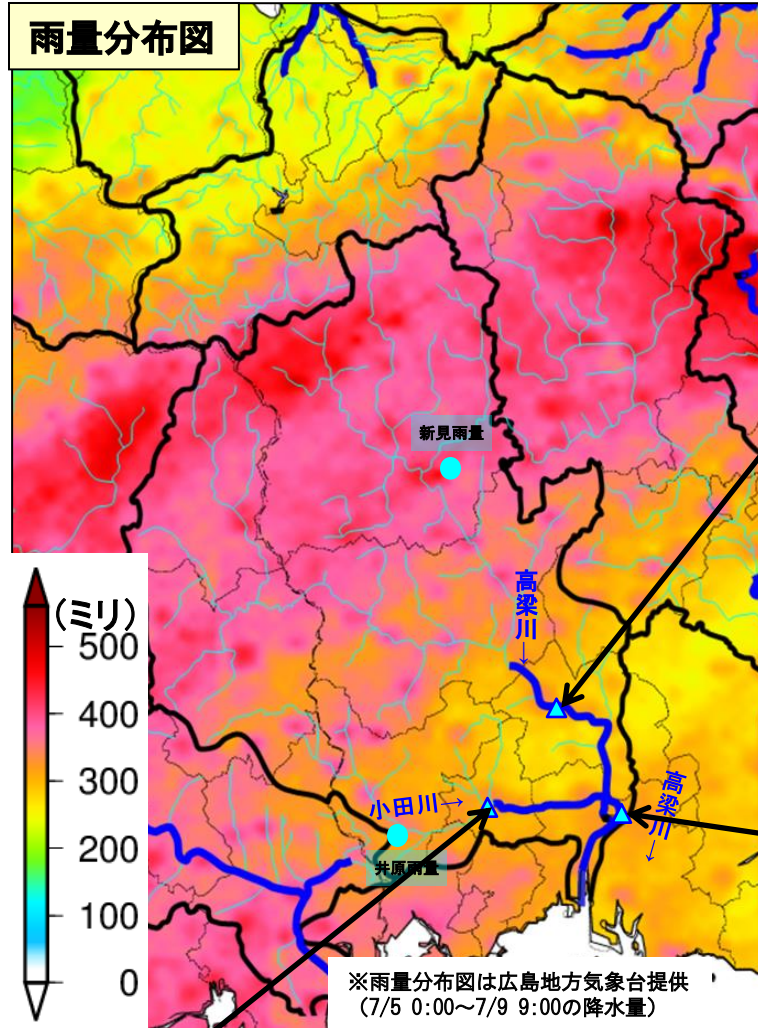 雨量分布図
新見雨量
高梁川→
(ミリ)
500
400
300
200
100
0
小田川→
高梁川→
井原雨量
※雨量分布図は広島地方気象台提供
(7/5 0:00～7/9 9:00の降水量)